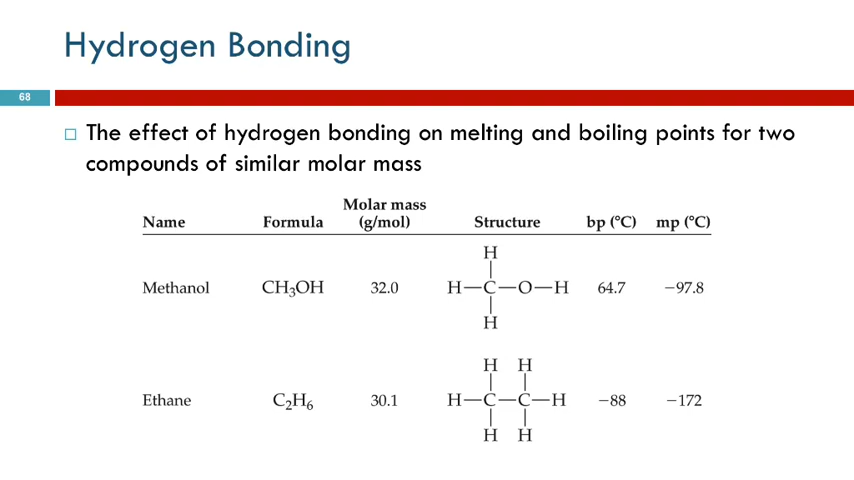 Hydrogen Bonding
68
The effect of hydrogen bonding on melting and boiling points for two
compounds of similar molar mass
Molar mass
Name Formula (g/mol) Structure bp (°C) mp (°C)
H
Methanol CH₃OH 32.0 H—C—O—H 64.7 −97.8
H
H H
Ethane C₂H₆ 30.1 H—C—C—H −88 −172
H H